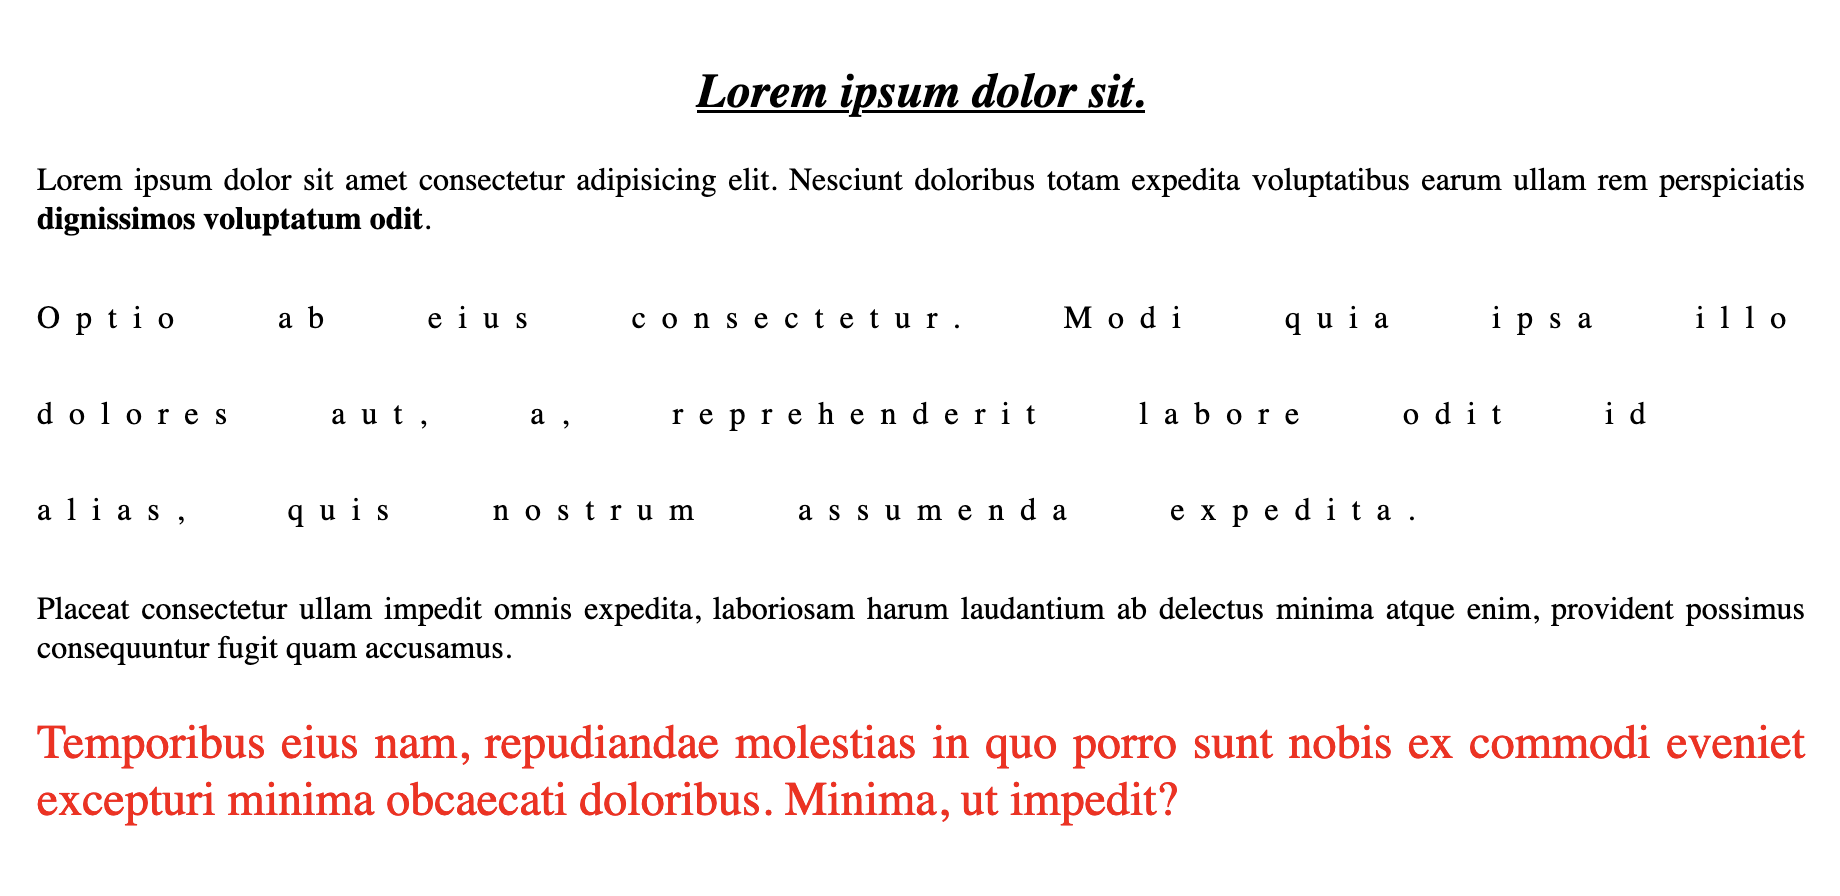 Lorem ipsum dolor sit.
Lorem ipsum dolor sit amet consectetur adipisicing elit. Nesciunt doloribus totam expedita voluptatibus earum ullam rem perspiciatis
dignissimos voluptatum odit.
Optio ab eius consectetur. Modi quia ipsa illo
dolores aut, a, reprehenderit labore odit id
alias, quis nostrum assumenda expedita.
Placeat consectetur ullam impedit omnis expedita, laboriosam harum laudantium ab delectus minima atque enim, provident possimus
consequuntur fugit quam accusamus.
Temporibus eius nam, repudiandae molestias in quo porro sunt nobis ex commodi eveniet
excepturi minima obcaecati doloribus. Minima, ut impedit?